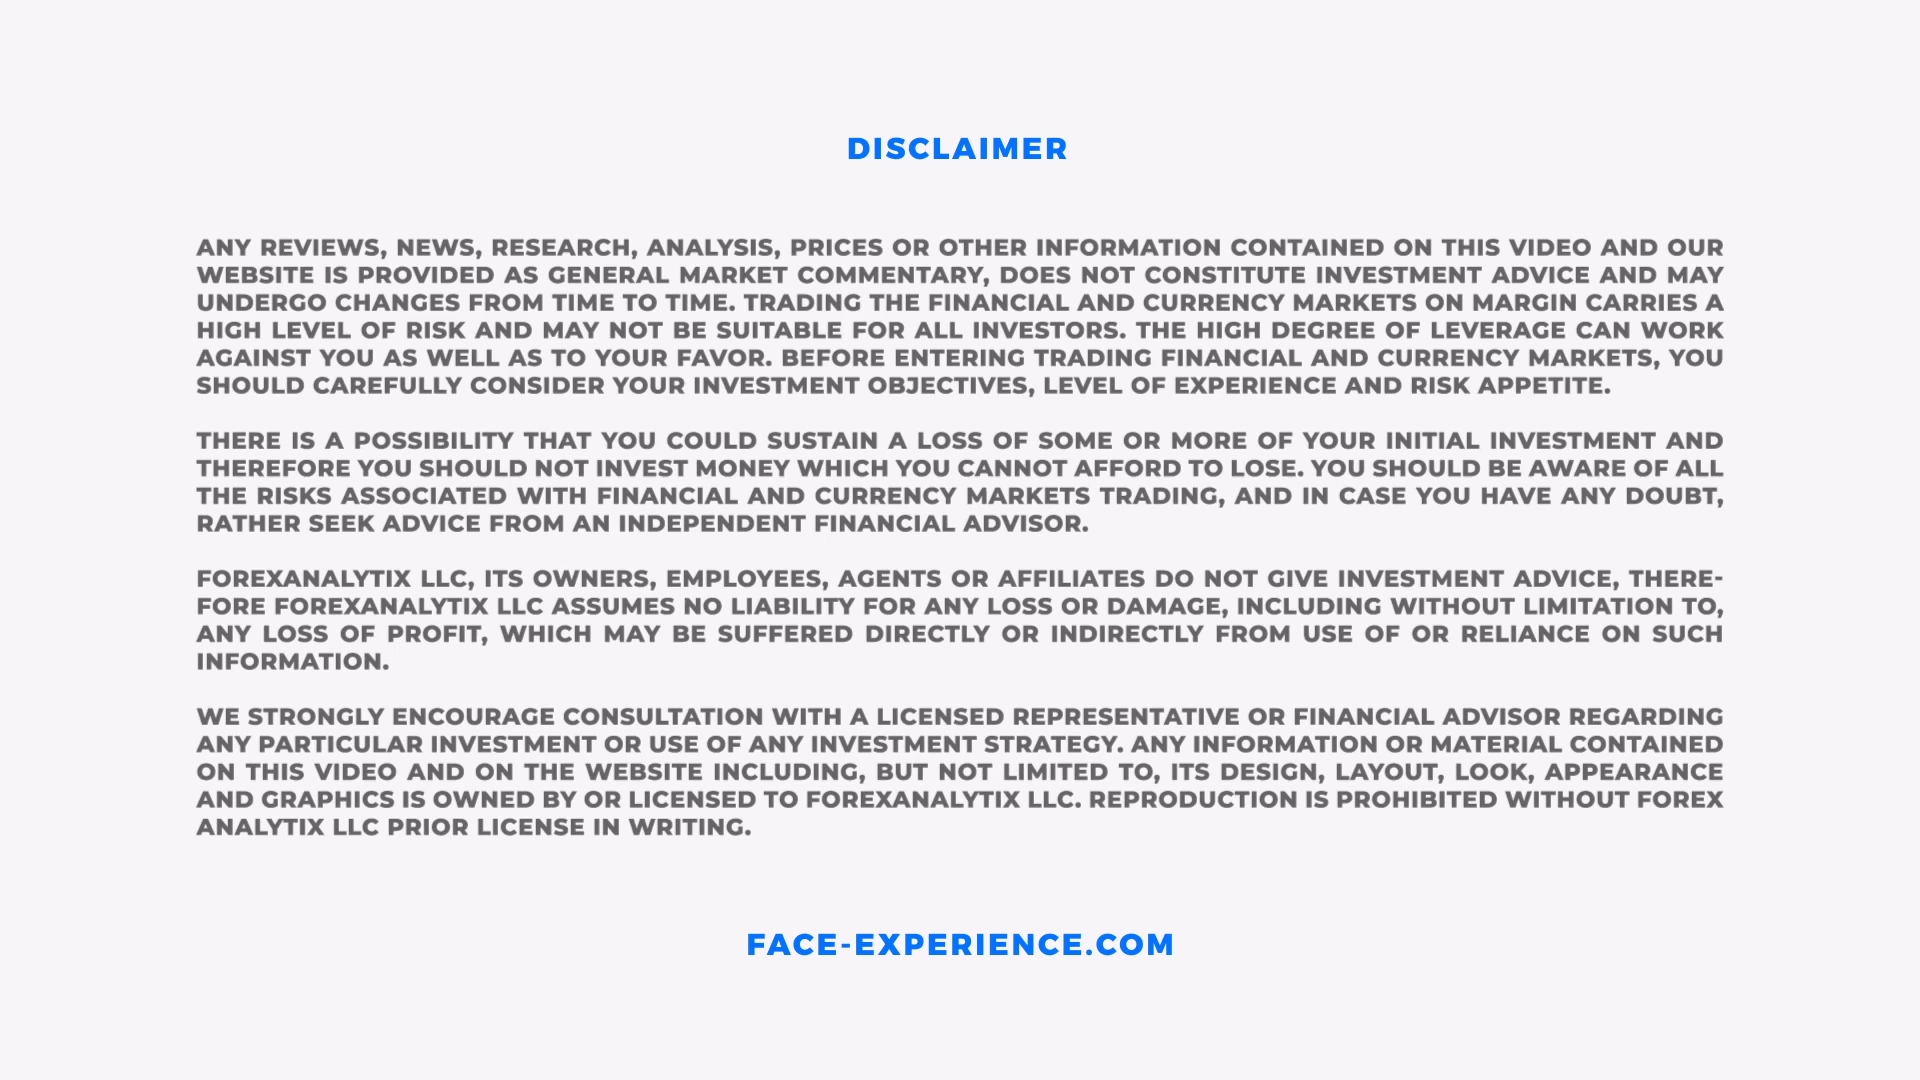 DISCLAIMER
ANY REVIEWS, NEWS, RESEARCH, ANALYSIS, PRICES OR OTHER INFORMATION CONTAINED ON THIS VIDEO AND OUR
WEBSITE IS PROVIDED AS GENERAL MARKET COMMENTARY, DOES NOT CONSTITUTE INVESTMENT ADVICE AND MAY
UNDERGO CHANGES FROM TIME TO TIME. TRADING THE FINANCIAL AND CURRENCY MARKETS ON MARGIN CARRIES A
HIGH LEVEL OF RISK AND MAY NOT BE SUITABLE FOR ALL INVESTORS. THE HIGH DEGREE OF LEVERAGE CAN WORK
AGAINST YOU AS WELL AS TO YOUR FAVOR. BEFORE ENTERING TRADING FINANCIAL AND CURRENCY MARKETS, YOU
SHOULD CAREFULLY CONSIDER YOUR INVESTMENT OBJECTIVES, LEVEL OF EXPERIENCE AND RISK APPETITE.
THERE IS A POSSIBILITY THAT YOU COULD SUSTAIN A LOSS OF SOME OR MORE OF YOUR INITIAL INVESTMENT AND
THEREFORE YOU SHOULD NOT INVEST MONEY WHICH YOU CANNOT AFFORD TO LOSE. YOU SHOULD BE AWARE OF ALL
THE RISKS ASSOCIATED WITH FINANCIAL AND CURRENCY MARKETS TRADING, AND IN CASE YOU HAVE ANY DOUBT,
RATHER SEEK ADVICE FROM AN INDEPENDENT FINANCIAL ADVISOR.
FOREXANALYTIX LLC, ITS OWNERS, EMPLOYEES, AGENTS OR AFFILIATES DO NOT GIVE INVESTMENT ADVICE, THERE-
FORE FOREXANALYTIX LLC ASSUMES NO LIABILITY FOR ANY LOSS OR DAMAGE, INCLUDING WITHOUT LIMITATION TO,
ANY LOSS OF PROFIT, WHICH MAY BE SUFFERED DIRECTLY OR INDIRECTLY FROM USE OF OR RELIANCE ON SUCH
INFORMATION.
WE STRONGLY ENCOURAGE CONSULTATION WITH A LICENSED REPRESENTATIVE OR FINANCIAL ADVISOR REGARDING
ANY PARTICULAR INVESTMENT OR USE OF ANY INVESTMENT STRATEGY. ANY INFORMATION OR MATERIAL CONTAINED
ON THIS VIDEO AND ON THE WEBSITE INCLUDING, BUT NOT LIMITED TO, ITS DESIGN, LAYOUT, LOOK, APPEARANCE
AND GRAPHICS IS OWNED BY OR LICENSED TO FOREXANALYTIX LLC. REPRODUCTION IS PROHIBITED WITHOUT FOREX
ANALYTIX LLC PRIOR LICENSE IN WRITING.
FACE-EXPERIENCE.COM